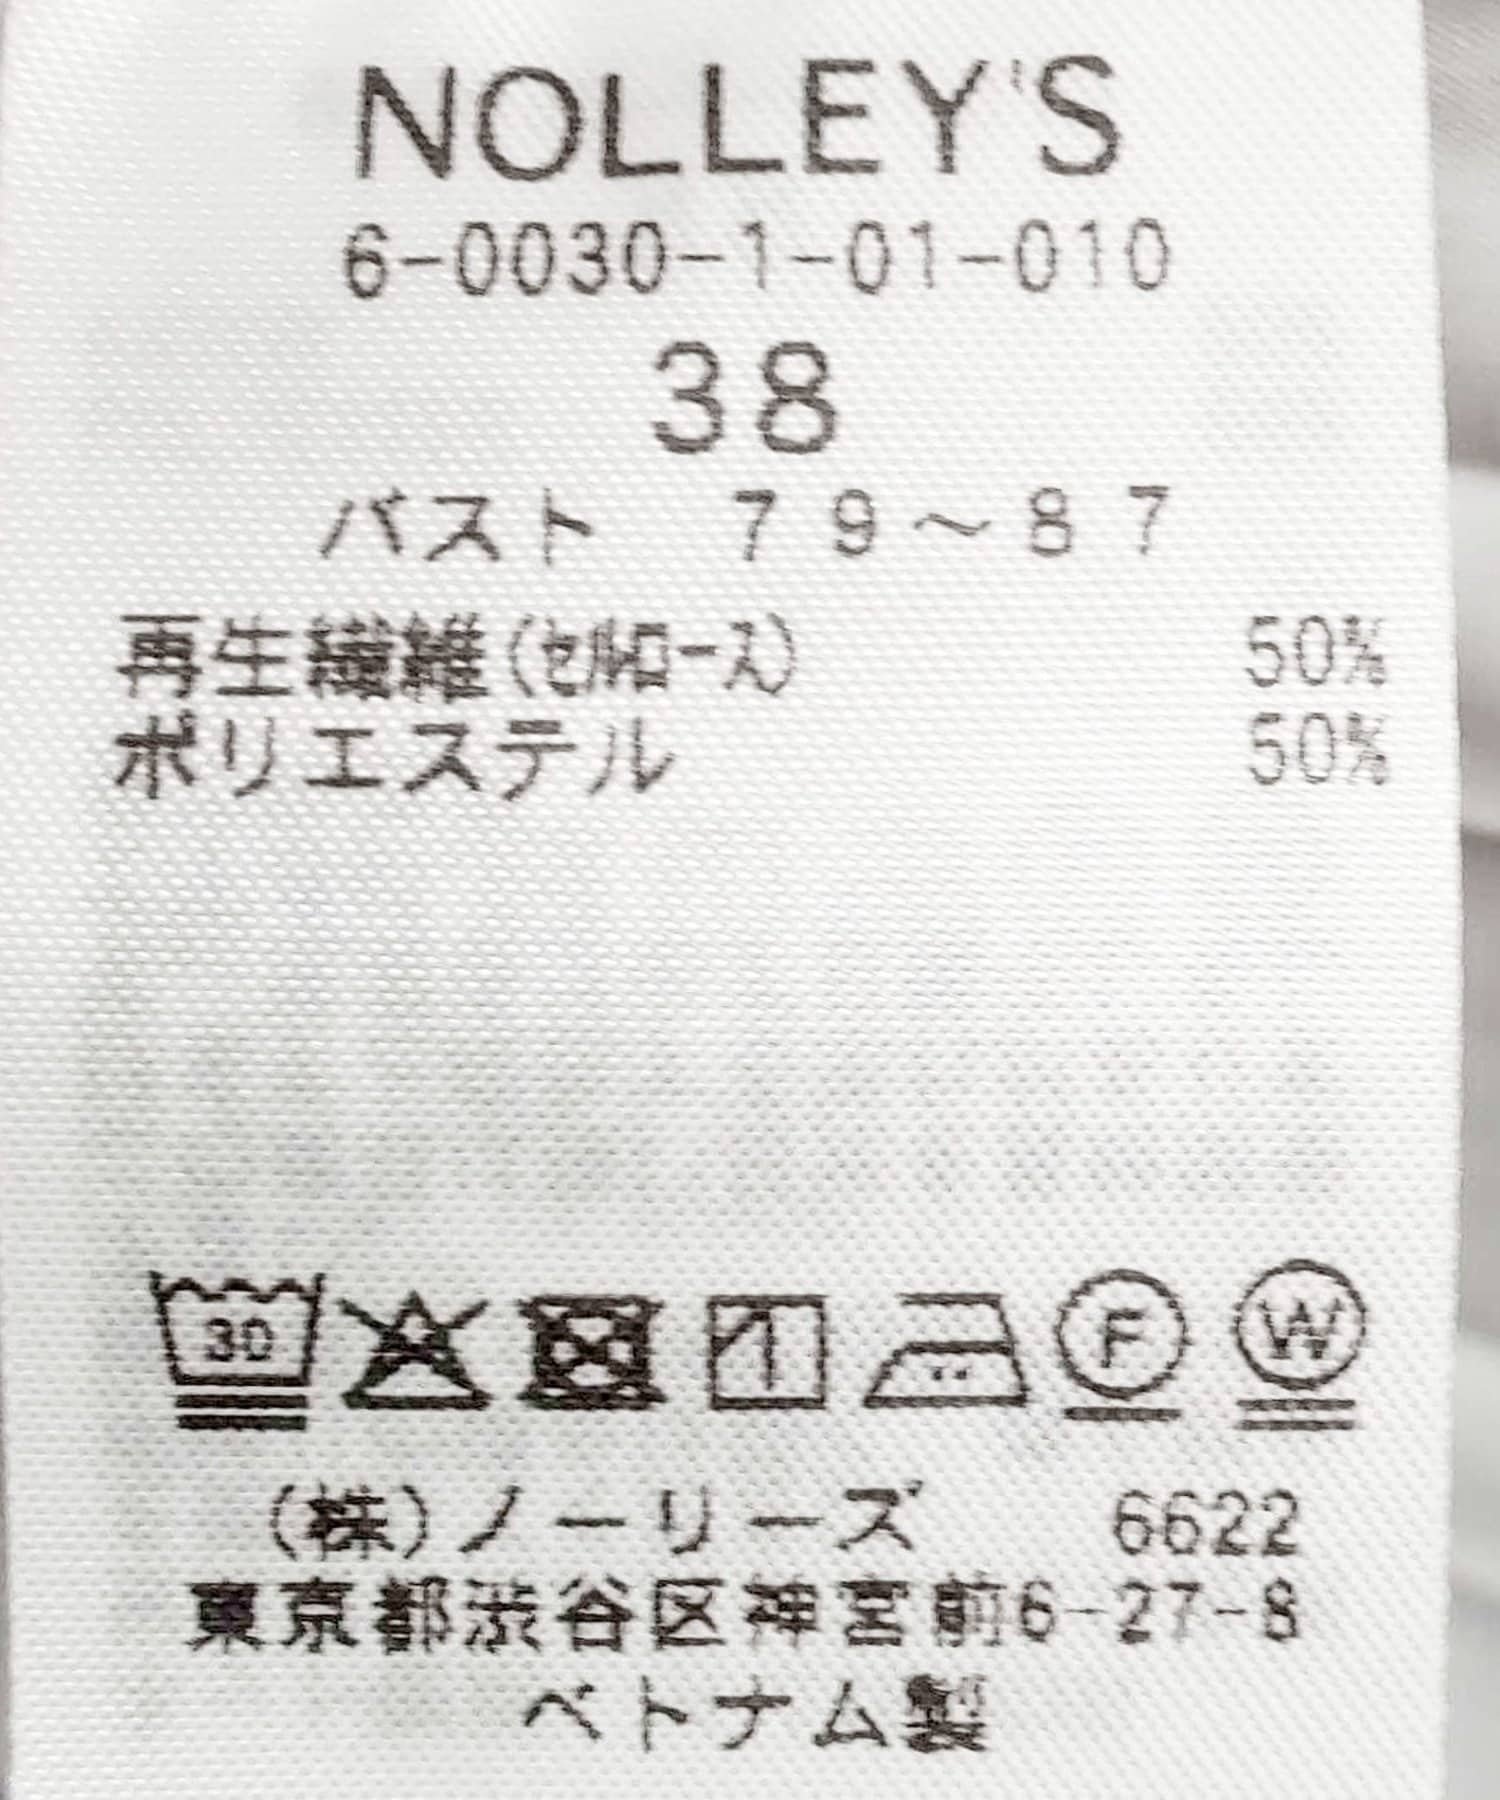 NOLLEY'S
6-0030-1-01-010
38
バスト 79〜87
再生繊維(セルロース) 50%
ポリエステル 50%
30 F W
(株)ノーリーズ 6622
東京都渋谷区神宮前6-27-8
ベトナム製